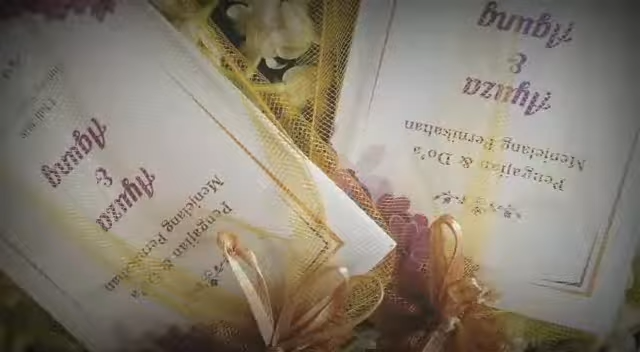 Pengajian & Do'a
Menjelang Pernikahan
Ayuza
&
Agung
Pengajian & Do'a
Menjelang Pernikahan
Ayuza
&
Agung